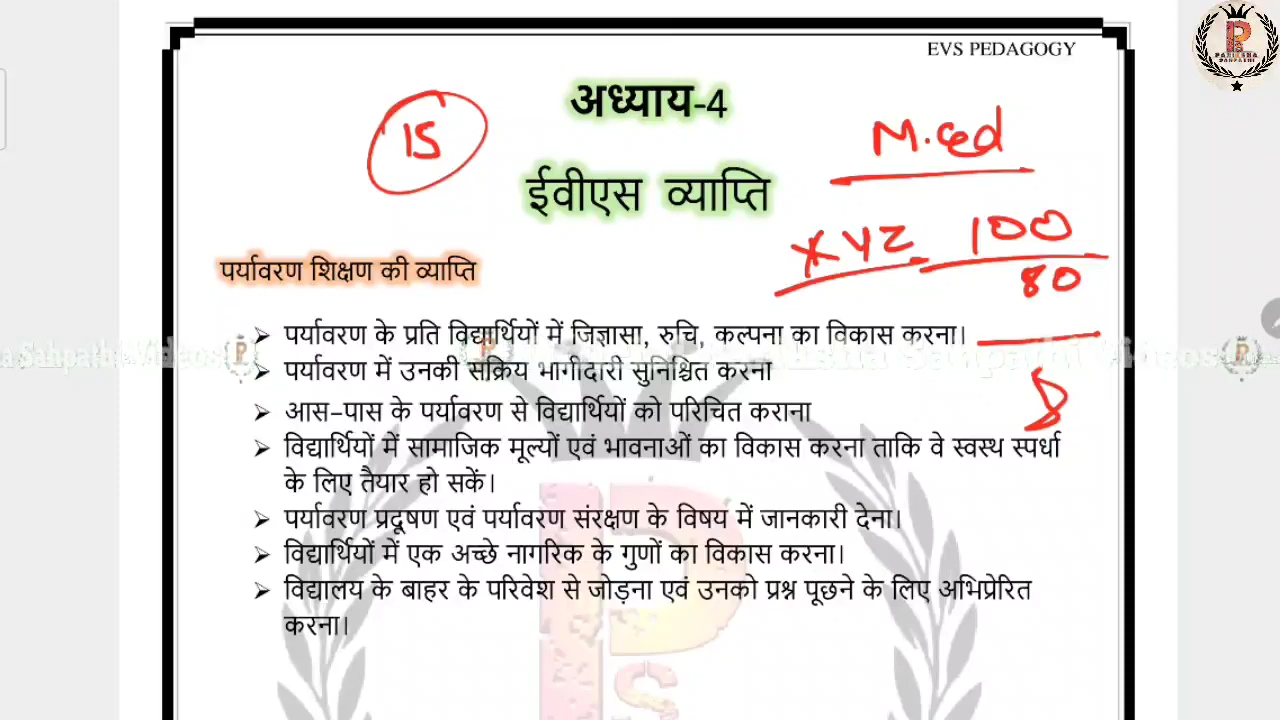 EVS PEDAGOGY
PARIKSHA
SANPATHI
अध्याय-4
15
M.ed
ईवीएस व्याप्ति
XYZ 100
80
पर्यावरण शिक्षण की व्याप्ति
➢ पर्यावरण के प्रति विद्यार्थियों में जिज्ञासा, रुचि, कल्पना का विकास करना।
➢ पर्यावरण में उनकी सक्रिय भागीदारी सुनिश्चित करना
➢ आस-पास के पर्यावरण से विद्यार्थियों को परिचित कराना
➢ विद्यार्थियों में सामाजिक मूल्यों एवं भावनाओं का विकास करना ताकि वे स्वस्थ स्पर्धा
के लिए तैयार हो सकें।
➢ पर्यावरण प्रदूषण एवं पर्यावरण संरक्षण के विषय में जानकारी देना।
➢ विद्यार्थियों में एक अच्छे नागरिक के गुणों का विकास करना।
➢ विद्यालय के बाहर के परिवेश से जोड़ना एवं उनको प्रश्न पूछने के लिए अभिप्रेरित
करना।